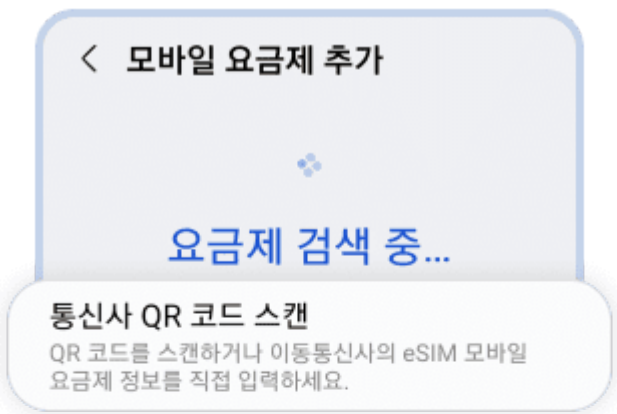 모바일 요금제 추가
요금제 검색 중...
통신사 QR 코드 스캔
QR 코드를 스캔하거나 이동통신사의 eSIM 모바일
요금제 정보를 직접 입력하세요.